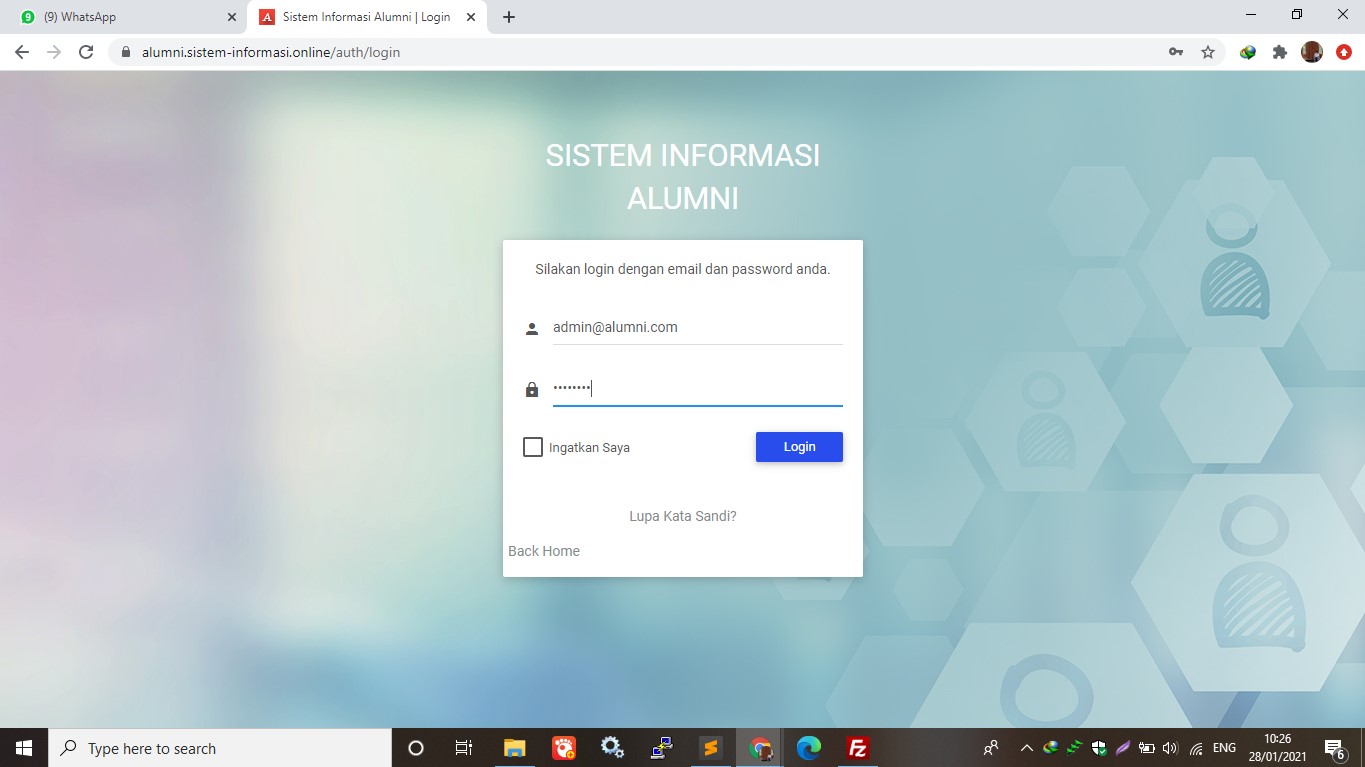 (9) WhatsApp
Sistem Informasi Alumni | Login
alumni.sistem-informasi.online/auth/login
SISTEM INFORMASI
ALUMNI
Silakan login dengan email dan password anda.
admin@alumni.com
••••••••
Ingatkan Saya
Login
Lupa Kata Sandi?
Back Home
Type here to search
ENG
10:26
28/01/2021
6